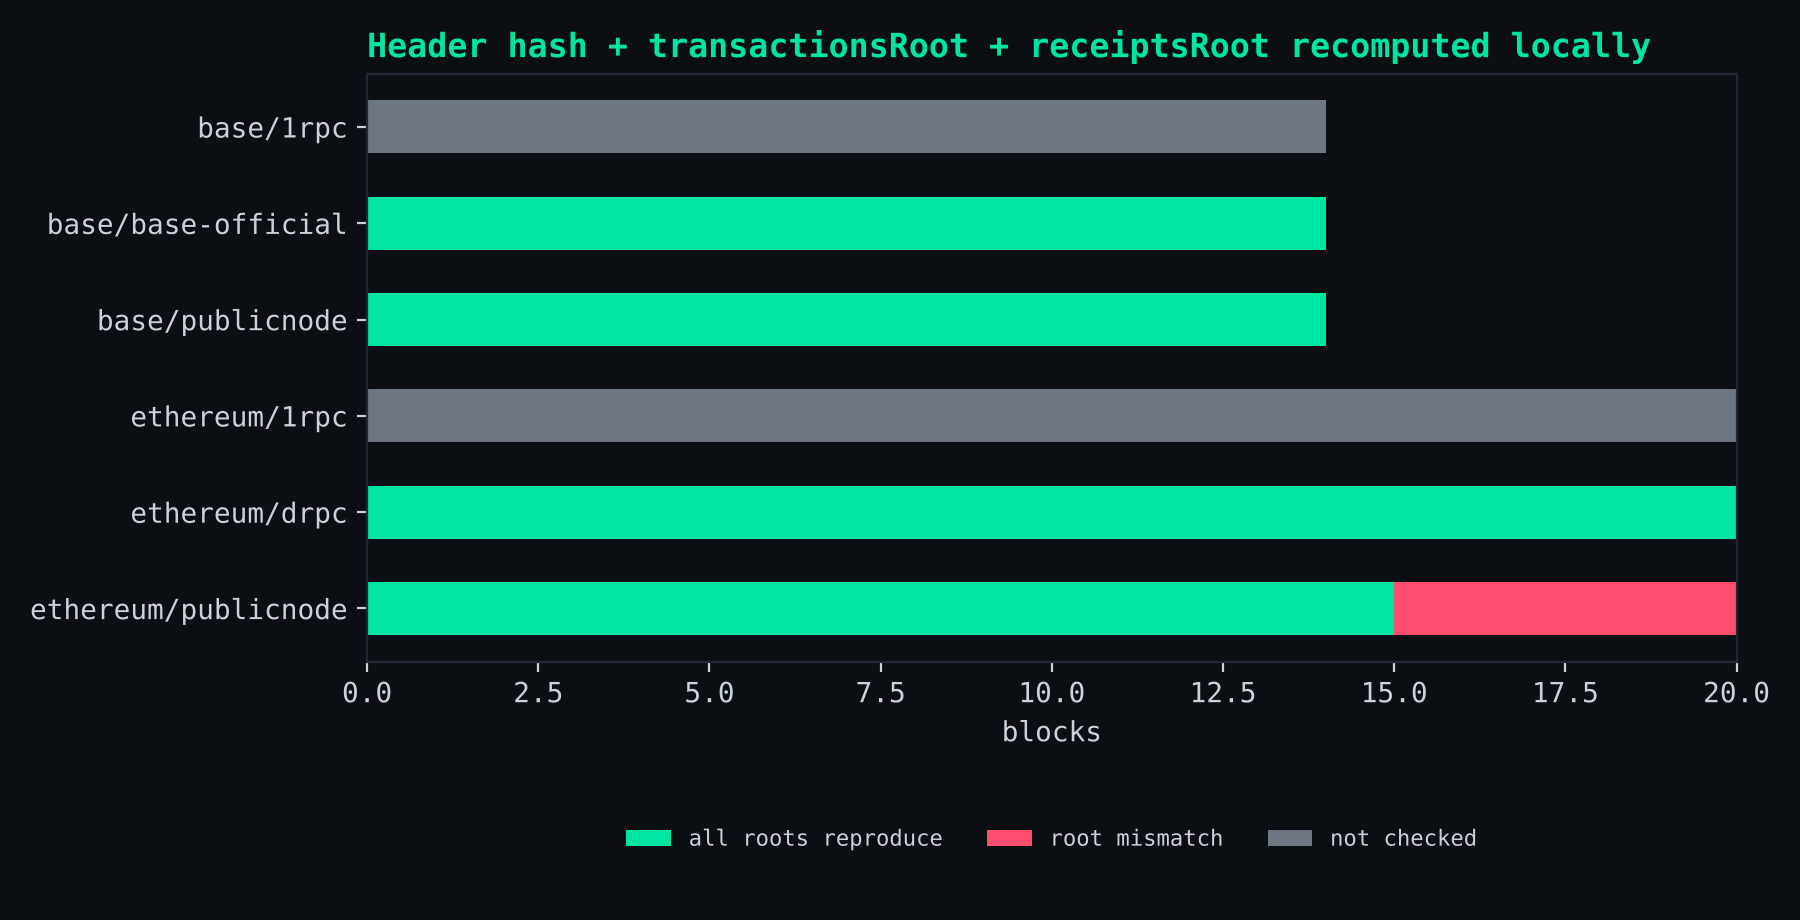 Header hash + transactionsRoot + receiptsRoot recomputed locally
base/1rpc
base/base-official
base/publicnode
ethereum/1rpc
ethereum/drpc
ethereum/publicnode
0.0 2.5 5.0 7.5 10.0 12.5 15.0 17.5 20.0
blocks
all roots reproduce root mismatch not checked